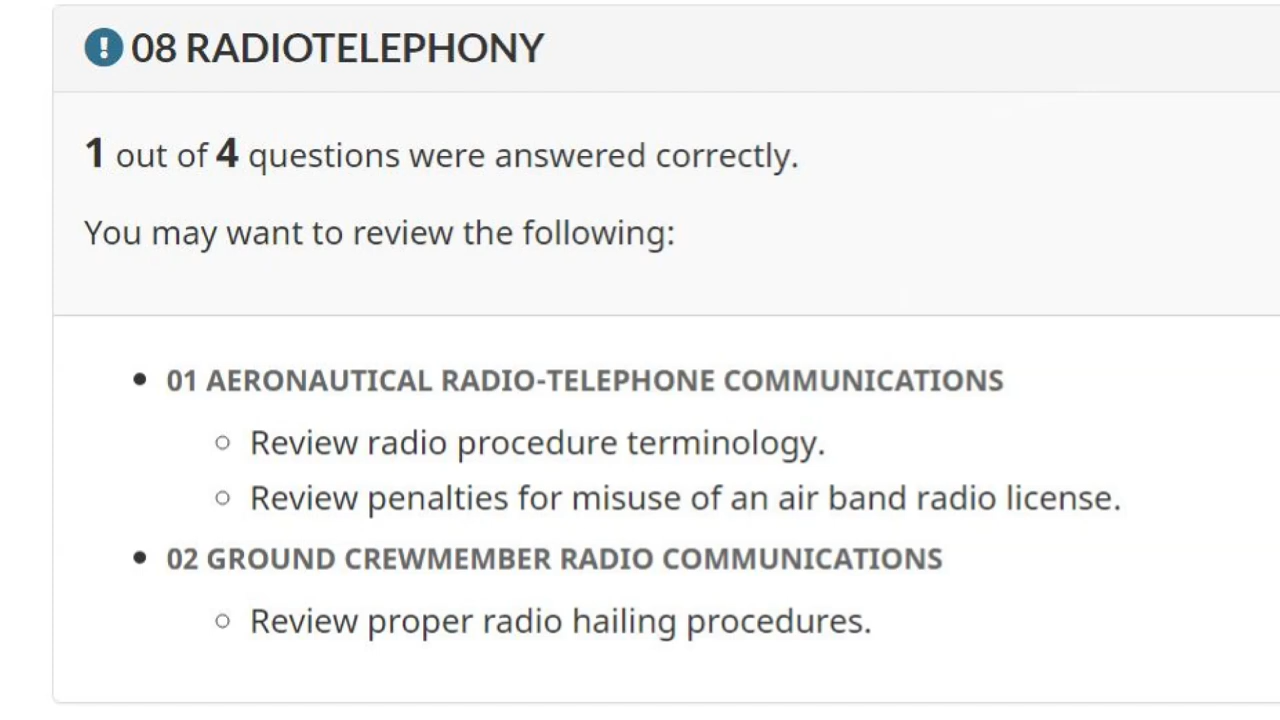 ! 08 RADIOTELEPHONY
1 out of 4 questions were answered correctly.
You may want to review the following:
• 01 AERONAUTICAL RADIO-TELEPHONE COMMUNICATIONS
○ Review radio procedure terminology.
○ Review penalties for misuse of an air band radio license.
• 02 GROUND CREWMEMBER RADIO COMMUNICATIONS
○ Review proper radio hailing procedures.